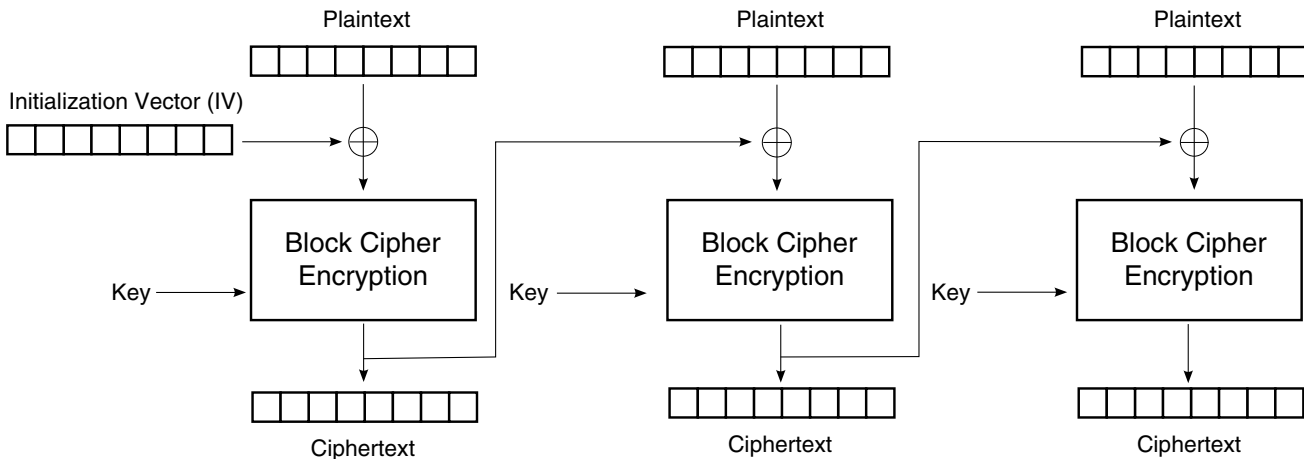 Plaintext
Plaintext
Plaintext
Initialization Vector (IV)
Block Cipher
Encryption
Block Cipher
Encryption
Block Cipher
Encryption
Key
Key
Key
Ciphertext
Ciphertext
Ciphertext